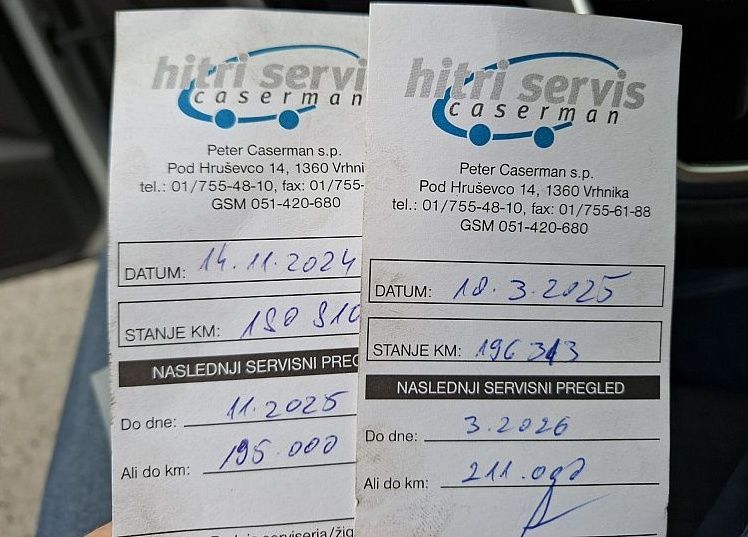 hitri servis
caserman
Peter Caserman s.p.
Pod Hruševco 14, 1360 Vrhni
tel.: 01/755-48-10, fax: 01/755-
GSM 051-420-680
DATUM: 14.11.2024
STANJE KM: 180 810
NASLEDNJI SERVISNI PREG
Do dne: 11.2025
Ali do km: 195.000
hitri servis
caserman
Peter Caserman s.p.
Pod Hruševco 14, 1360 Vrhnika
tel.: 01/755-48-10, fax: 01/755-61-88
GSM 051-420-680
DATUM: 18.3.2025
STANJE KM: 196 313
NASLEDNJI SERVISNI PREGLED
Do dne: 3.2026
Ali do km: 211.000